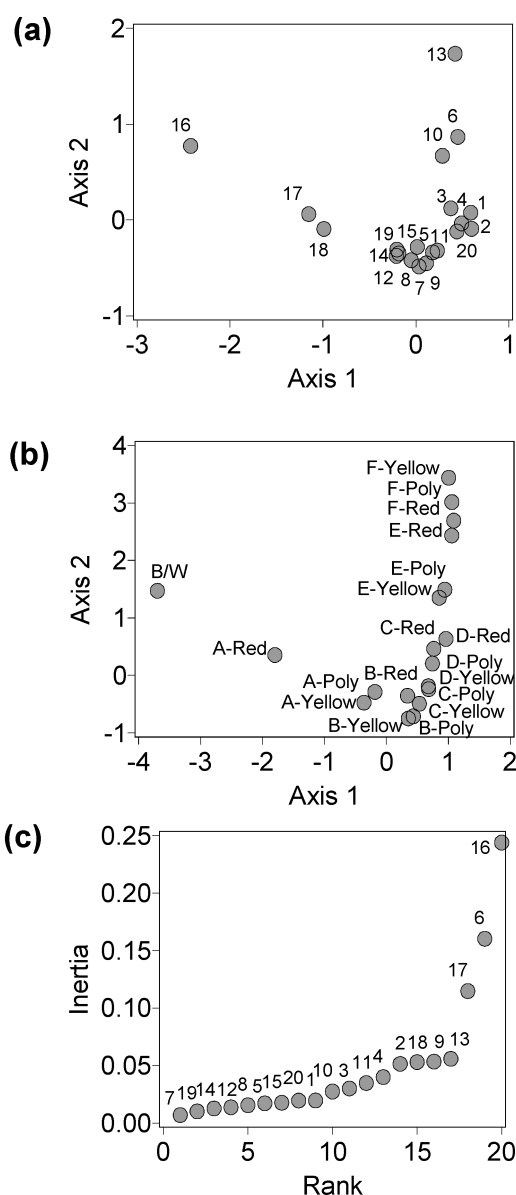 (a)
2
1
0
-1
Axis 2
13
6
10
16
3 4 1
17
18
19 15 5 11 2
14 20
12 8 7 9
-3 -2 -1 0 1
Axis 1
(b)
4
3
2
1
0
-1
Axis 2
F-Yellow
F-Poly
F-Red
E-Red
E-Poly
B/W
E-Yellow
C-Red
D-Red
A-Red
D-Poly
A-Poly B-Red D-Yellow
A-Yellow C-Poly
C-Yellow
B-Yellow B-Poly
-4 -3 -2 -1 0 1 2
Axis 1
(c)
0.25
0.20
0.15
0.10
0.05
0.00
Inertia
16
6
17
7 19 14 12 8 5 15 20 1 10 3 11 4 2 18 9 13
0 5 10 15 20
Rank